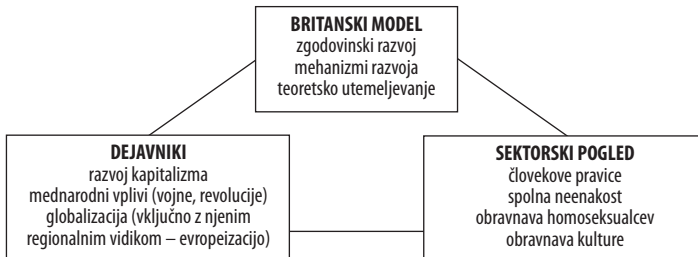 BRITANSKI MODEL
zgodovinski razvoj
mehanizmi razvoja
teoretsko utemeljevanje
DEJAVNIKI
razvoj kapitalizma
mednarodni vplivi (vojne, revolucije)
globalizacija (vključno z njenim
regionalnim vidikom – evropeizacijo)
SEKTORSKI POGLED
človekove pravice
spolna neenakost
obravnava homoseksualcev
obravnava kulture